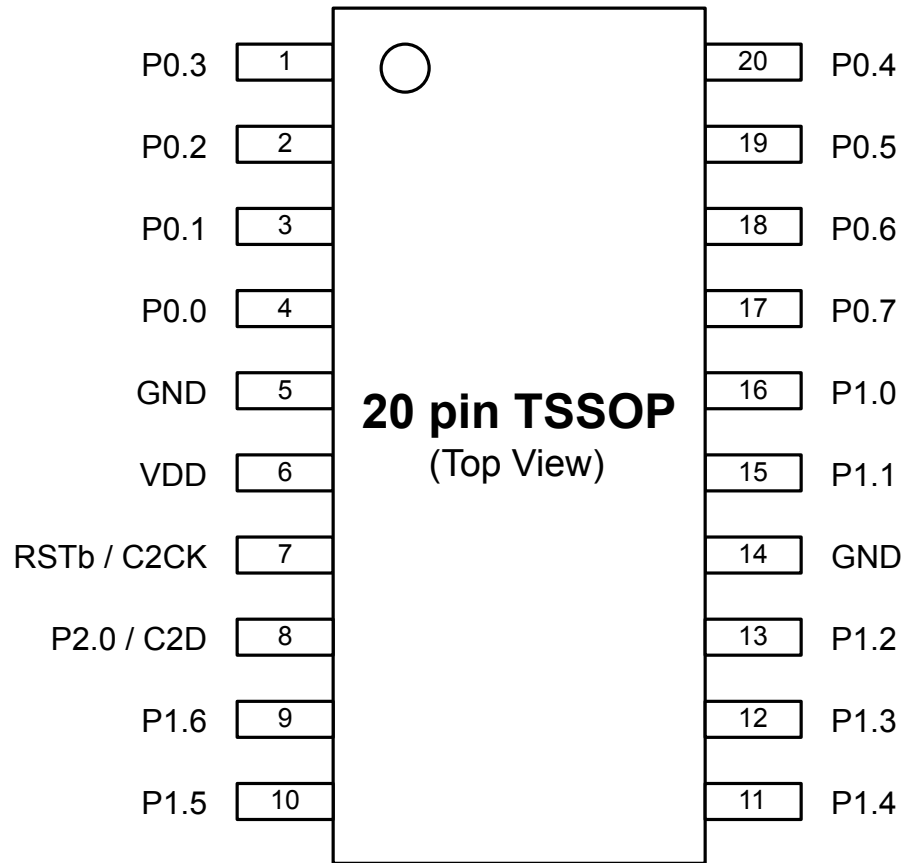 P0.3 1 20 P0.4
P0.2 2 19 P0.5
P0.1 3 18 P0.6
P0.0 4 17 P0.7
GND 5 16 P1.0
20 pin TSSOP
(Top View)
VDD 6 15 P1.1
RSTb / C2CK 7 14 GND
P2.0 / C2D 8 13 P1.2
P1.6 9 12 P1.3
P1.5 10 11 P1.4